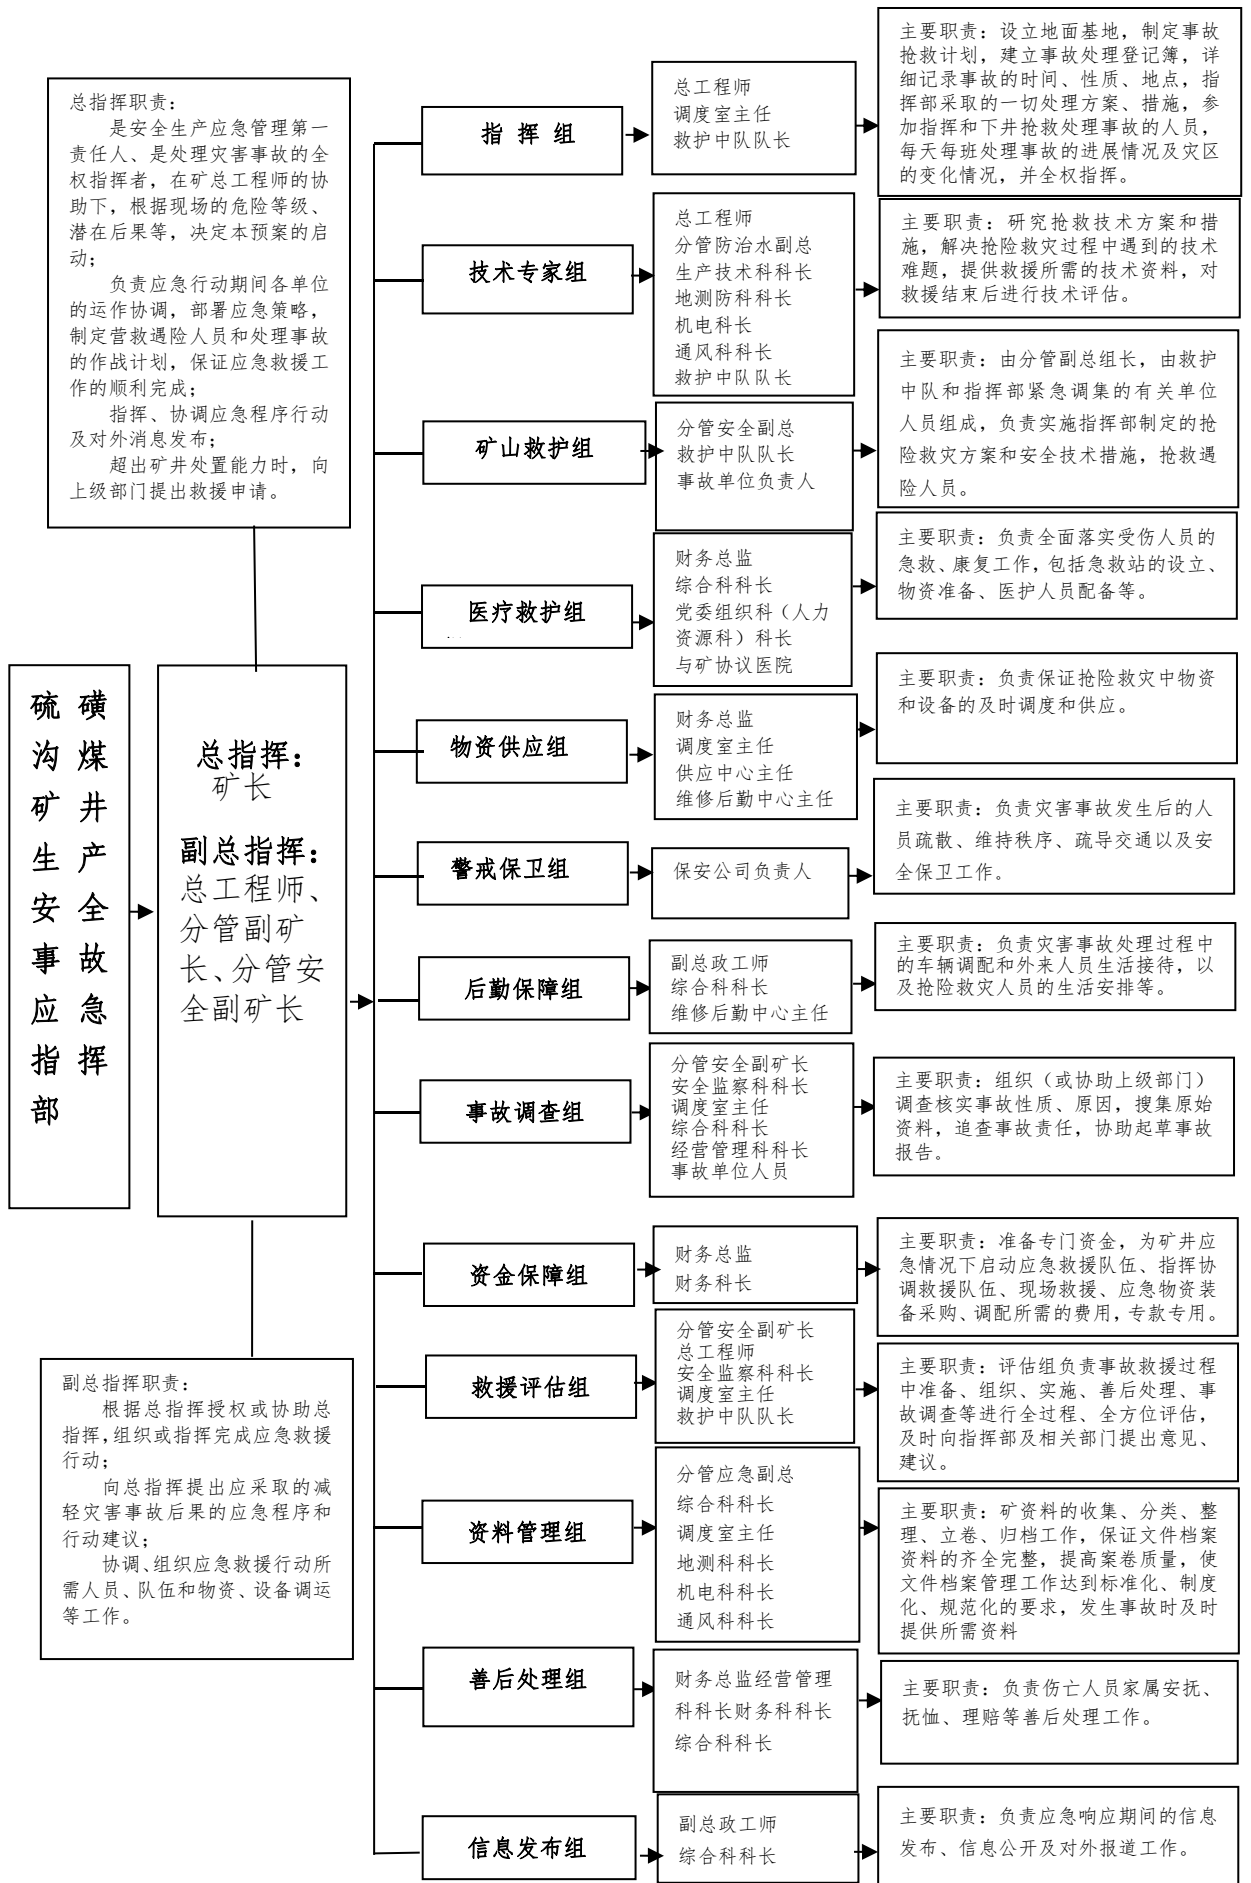 硫磺
沟煤
矿井
生产
安全
事故
应急
指挥
部
总指挥职责：
是安全生产应急管理第一
责任人、是处理灾害事故的全
权指挥者，在矿总工程师的协
助下，根据现场的危险等级、
潜在后果等，决定本预案的启
动；
负责应急行动期间各单位
的运作协调，部署应急策略，
制定营救遇险人员和处理事故
的作战计划，保证应急救援工
作的顺利完成；
指挥、协调应急程序行动
及对外消息发布；
超出矿井处置能力时，向
上级部门提出救援申请。
总指挥：
矿长
副总指挥：
总工程师、
分管副矿
长、分管安
全副矿长
副总指挥职责：
根据总指挥授权或协助总
指挥，组织或指挥完成应急救援
行动；
向总指挥提出应采取的减
轻灾害事故后果的应急程序和
行动建议；
协调、组织应急救援行动所
需人员、队伍和物资、设备调运
等工作。
指 挥 组
总工程师
调度室主任
救护中队队长
主要职责：设立地面基地，制定事故
抢救计划，建立事故处理登记簿，详
细记录事故的时间、性质、地点，指
挥部采取的一切处理方案、措施，参
加指挥和下井抢救处理事故的人员，
每天每班处理事故的进展情况及灾区
的变化情况，并全权指挥。
技术专家组
总工程师
分管防治水副总
生产技术科科长
地测防科科长
机电科长
通风科科长
救护中队队长
主要职责：研究抢救技术方案和措
施，解决抢险救灾过程中遇到的技术
难题，提供救援所需的技术资料，对
救援结束后进行技术评估。
矿山救护组
分管安全副总
救护中队队长
事故单位负责人
主要职责：由分管副总组长，由救护
中队和指挥部紧急调集的有关单位
人员组成，负责实施指挥部制定的抢
险救灾方案和安全技术措施，抢救遇
险人员。
医疗救护组
财务总监
综合科科长
党委组织科（人力
资源科）科长
与矿协议医院
主要职责：负责全面落实受伤人员的
急救、康复工作，包括急救站的设立、
物资准备、医护人员配备等。
物资供应组
财务总监
调度室主任
供应中心主任
维修后勤中心主任
主要职责：负责保证抢险救灾中物资
和设备的及时调度和供应。
警戒保卫组
保安公司负责人
主要职责：负责灾害事故发生后的人
员疏散、维持秩序、疏导交通以及安
全保卫工作。
后勤保障组
副总政工师
综合科科长
维修后勤中心主任
主要职责：负责灾害事故处理过程中
的车辆调配和外来人员生活接待，以
及抢险救灾人员的生活安排等。
事故调查组
分管安全副矿长
安全监察科科长
调度室主任
综合科科长
经营管理科科长
事故单位人员
主要职责：组织（或协助上级部门）
调查核实事故性质、原因，搜集原始
资料，追查事故责任，协助起草事故
报告。
资金保障组
财务总监
财务科长
主要职责：准备专门资金，为矿井应
急情况下启动应急救援队伍、指挥协
调救援队伍、现场救援、应急物资装
备采购、调配所需的费用，专款专用。
救援评估组
分管安全副矿长
总工程师
安全监察科科长
调度室主任
救护中队队长
主要职责：评估组负责事故救援过程
中准备、组织、实施、善后处理、事
故调查等进行全过程、全方位评估，
及时向指挥部及相关部门提出意见、
建议。
资料管理组
分管应急副总
综合科科长
调度室主任
地测科科长
机电科科长
通风科科长
主要职责：矿资料的收集、分类、整
理、立卷、归档工作，保证文件档案
资料的齐全完整，提高案卷质量，使
文件档案管理工作达到标准化、制度
化、规范化的要求，发生事故时及时
提供所需资料
善后处理组
财务总监经营管理
科科长财务科科长
综合科科长
主要职责：负责伤亡人员家属安抚、
抚恤、理赔等善后处理工作。
信息发布组
副总政工师
综合科科长
主要职责：负责应急响应期间的信息
发布、信息公开及对外报道工作。